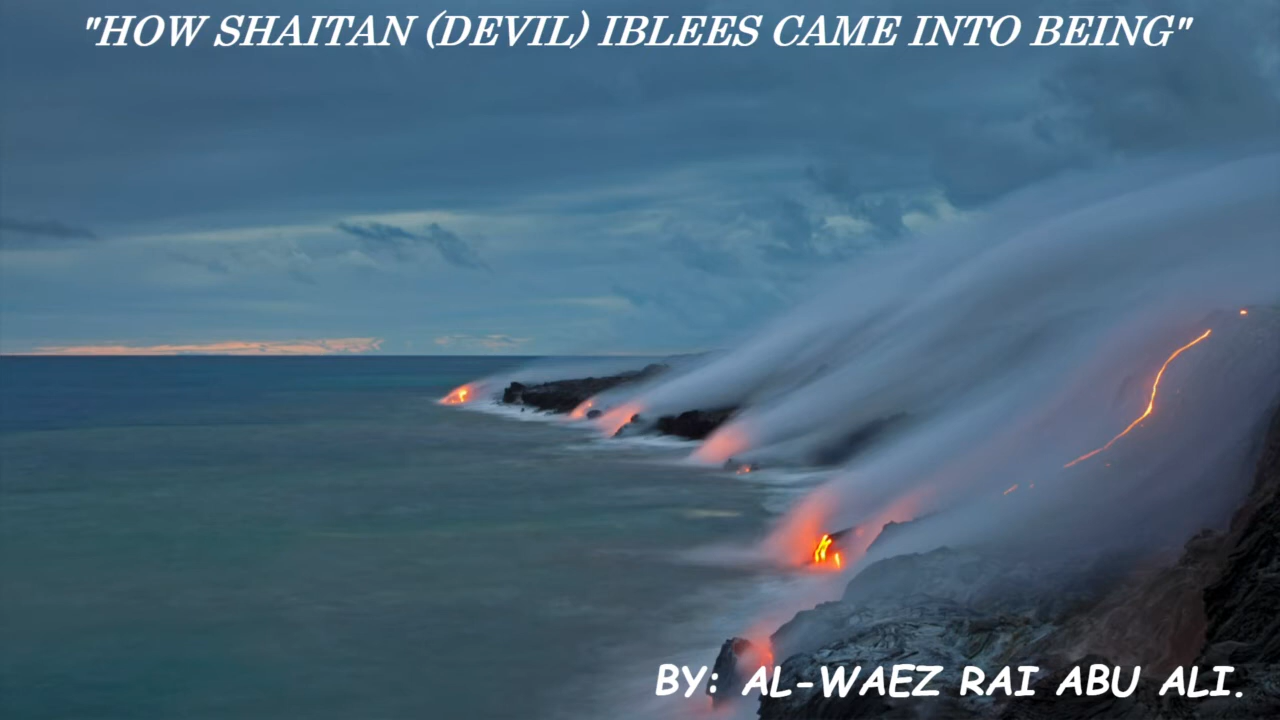 "HOW SHAITAN (DEVIL) IBLEES CAME INTO BEING"
BY: AL-WAEZ RAI ABU ALI.